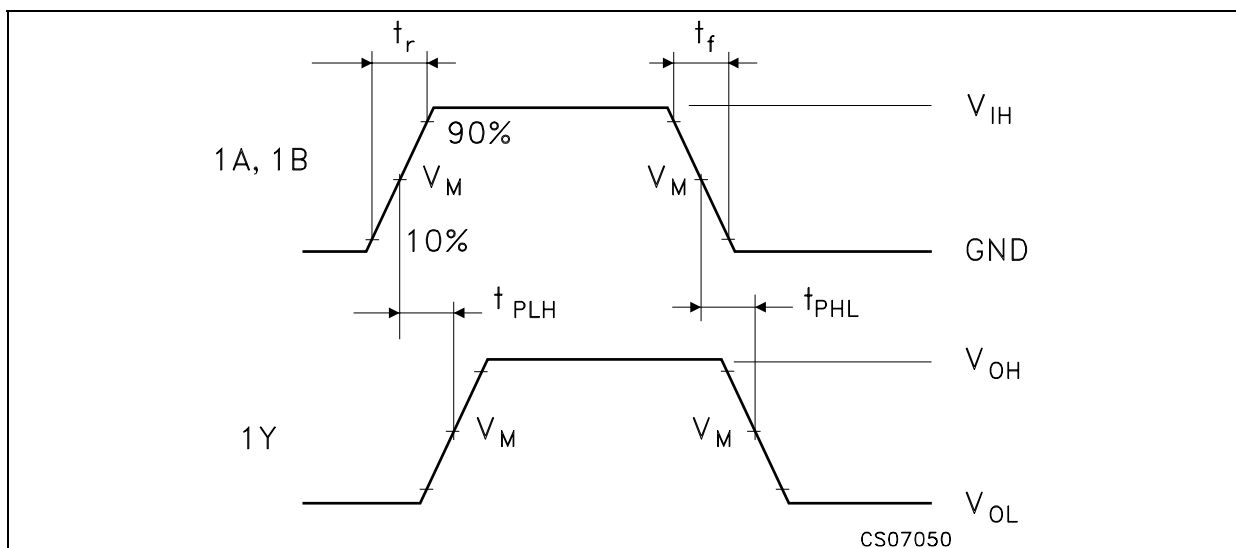 tr tf
VIH
90%
1A, 1B VM VM
10% GND
tPLH tPHL
VOH
1Y VM VM
VOL
CS07050